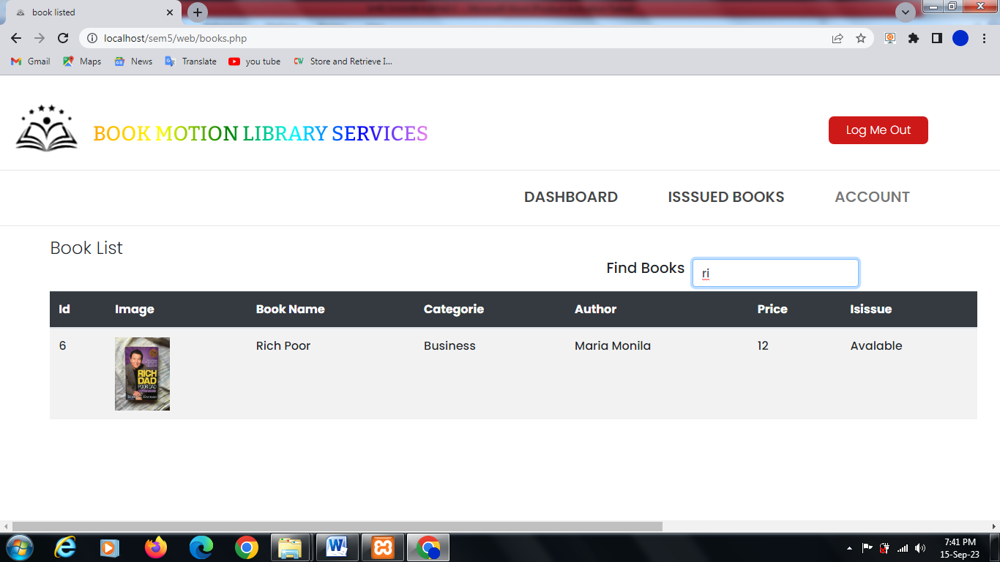 book listed
localhost/sem5/web/books.php
Gmail Maps News Translate you tube Store and Retrieve I...
BOOK MOTION LIBRARY SERVICES
Log Me Out
DASHBOARD ISSSUED BOOKS ACCOUNT
Book List
Find Books ri
Id Image Book Name Categorie Author Price Isissue
6 Rich Poor Business Maria Monila 12 Avalable
RICH
DAD
POOR DAD
7:41 PM
15-Sep-23